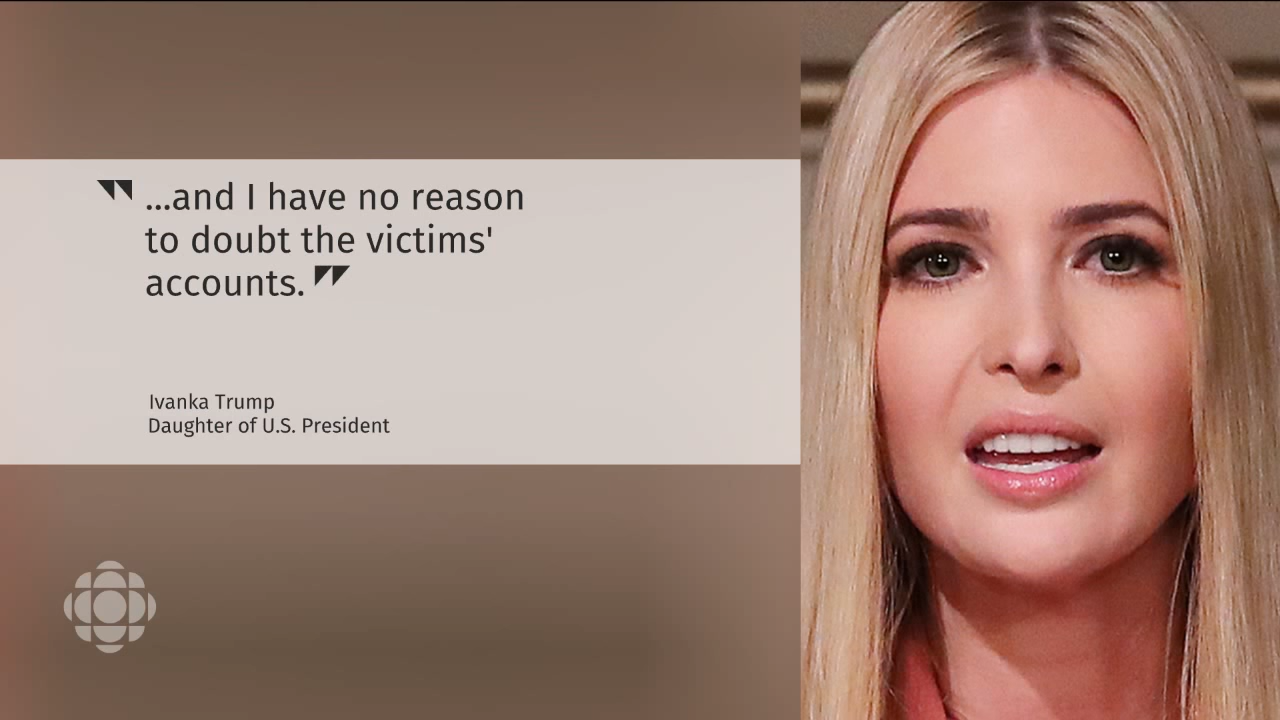 "...and I have no reason
to doubt the victims'
accounts."
Ivanka Trump
Daughter of U.S. President